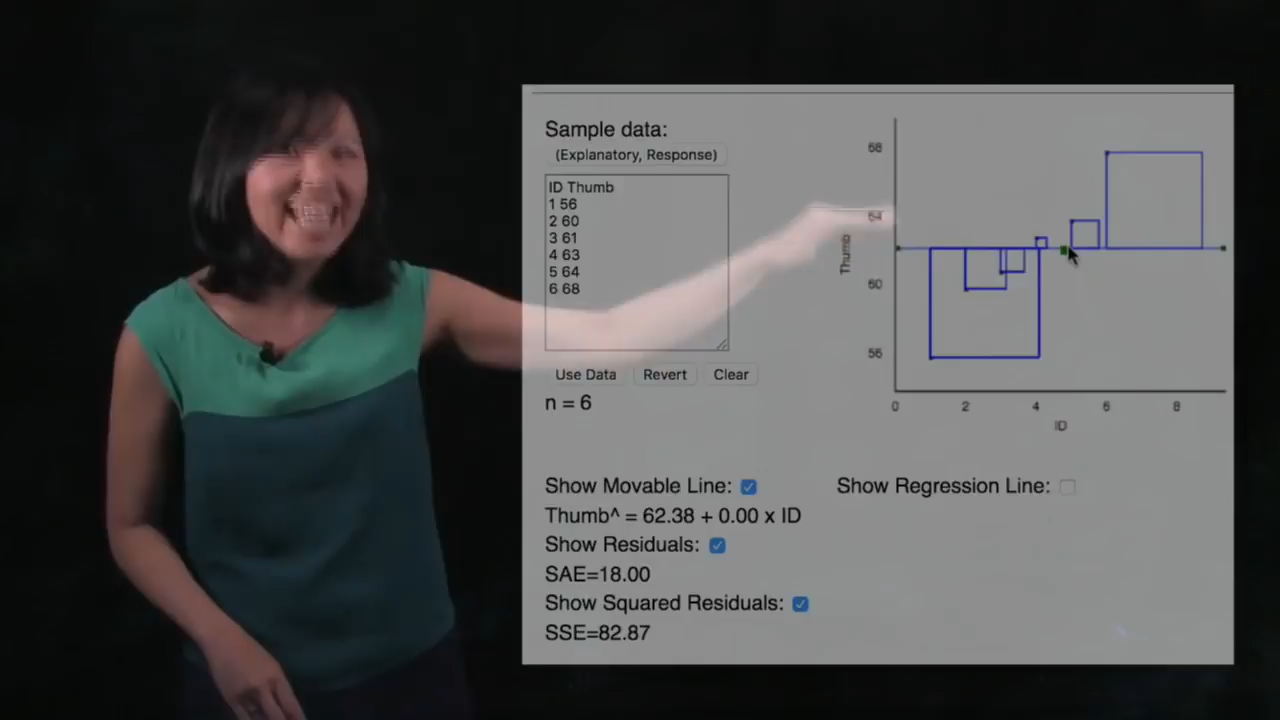 Sample data:
(Explanatory, Response)
ID Thumb
1 56
2 60
3 61
4 63
5 64
6 68
Use Data Revert Clear
n = 6
68
64
60
56
Thumb
0 2 4 6 8
ID
Show Movable Line:
Thumb^ = 62.38 + 0.00 x ID
Show Residuals:
SAE=18.00
Show Squared Residuals:
SSE=82.87
Show Regression Line: